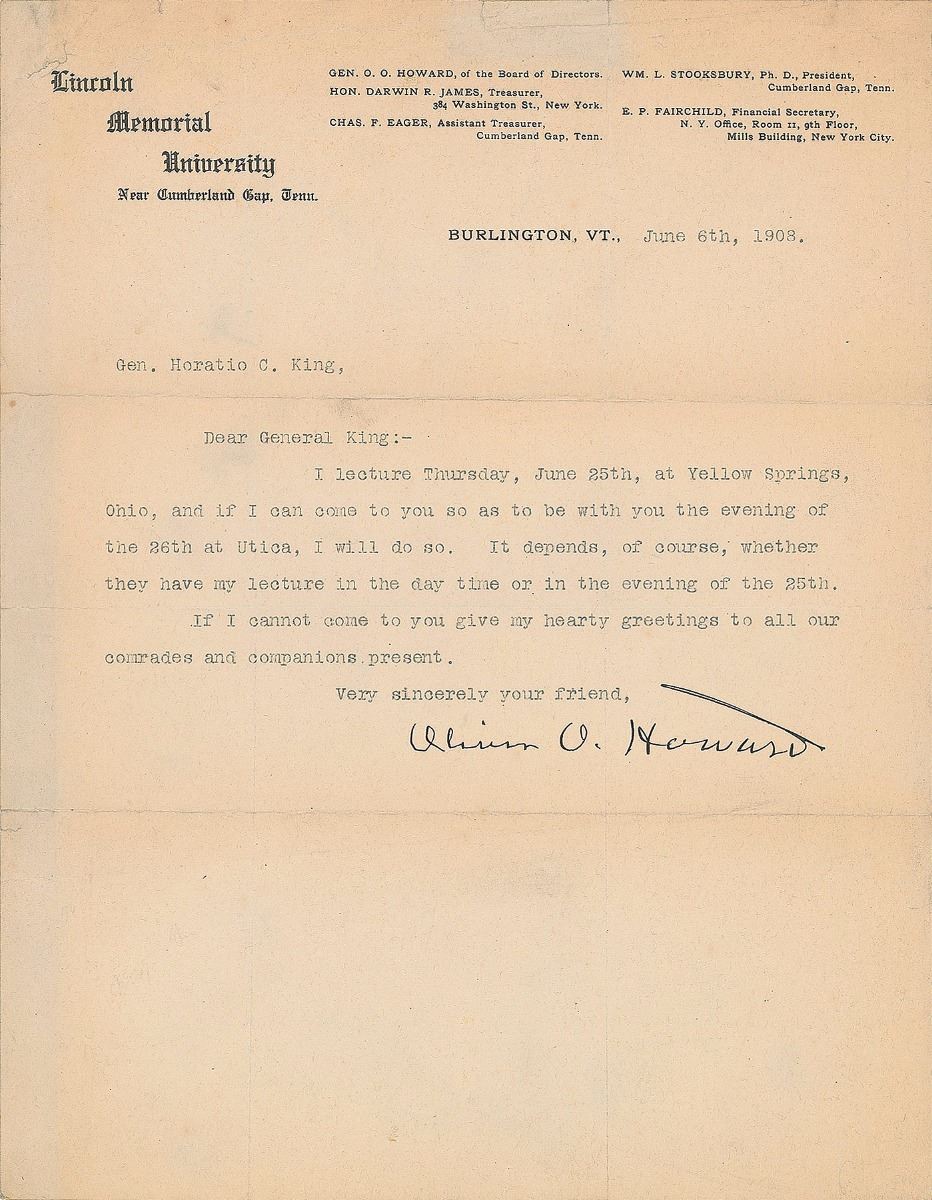 Lincoln
Memorial
University
Near Cumberland Gap, Tenn.
GEN. O. O. HOWARD, of the Board of Directors.
HON. DARWIN R. JAMES, Treasurer,
384 Washington St., New York.
CHAS. F. EAGER, Assistant Treasurer,
Cumberland Gap, Tenn.
WM. L. STOOKSBURY, Ph. D., President,
Cumberland Gap, Tenn.
E. P. FAIRCHILD, Financial Secretary,
N. Y. Office, Room 11, 9th Floor,
Mills Building, New York City.
BURLINGTON, VT., June 6th, 1908.
Gen. Horatio C. King,
Dear General King:-
I lecture Thursday, June 25th, at Yellow Springs,
Ohio, and if I can come to you so as to be with you the evening of
the 26th at Utica, I will do so. It depends, of course, whether
they have my lecture in the day time or in the evening of the 25th.
If I cannot come to you give my hearty greetings to all our
comrades and companions present.
Very sincerely your friend,
Oliver O. Howard